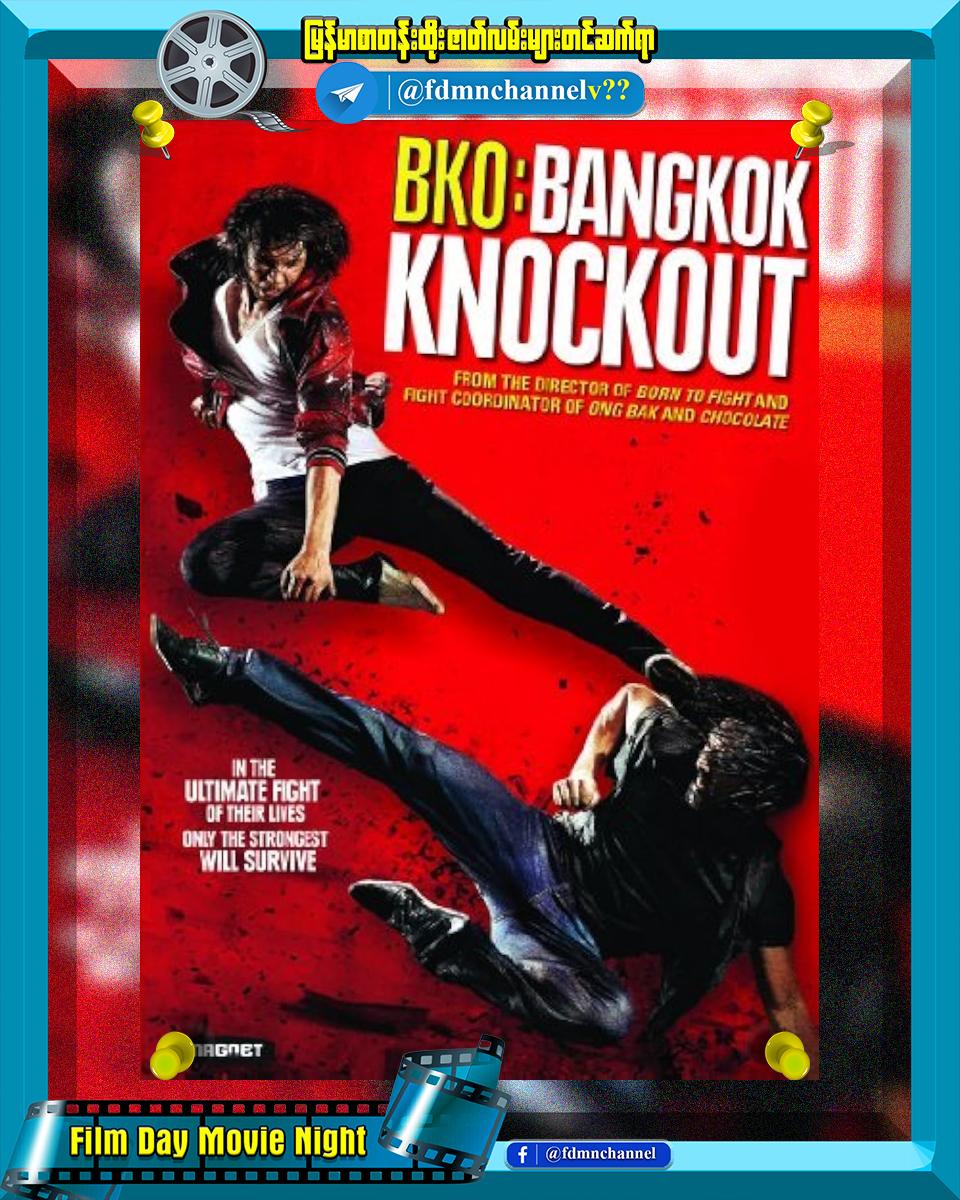 မြန်မာစာတန်းထိုးဇာတ်လမ်းများတင်ဆက်ရာ
@fdmnchannelv??
BKO:BANGKOK
KNOCKOUT
FROM THE DIRECTOR OF BORN TO FIGHT AND
FIGHT COORDINATOR OF ONG BAK AND CHOCOLATE
IN THE
ULTIMATE FIGHT
OF THEIR LIVES
ONLY THE STRONGEST
WILL SURVIVE
MAGNET
Film Day Movie Night
f @fdmnchannel